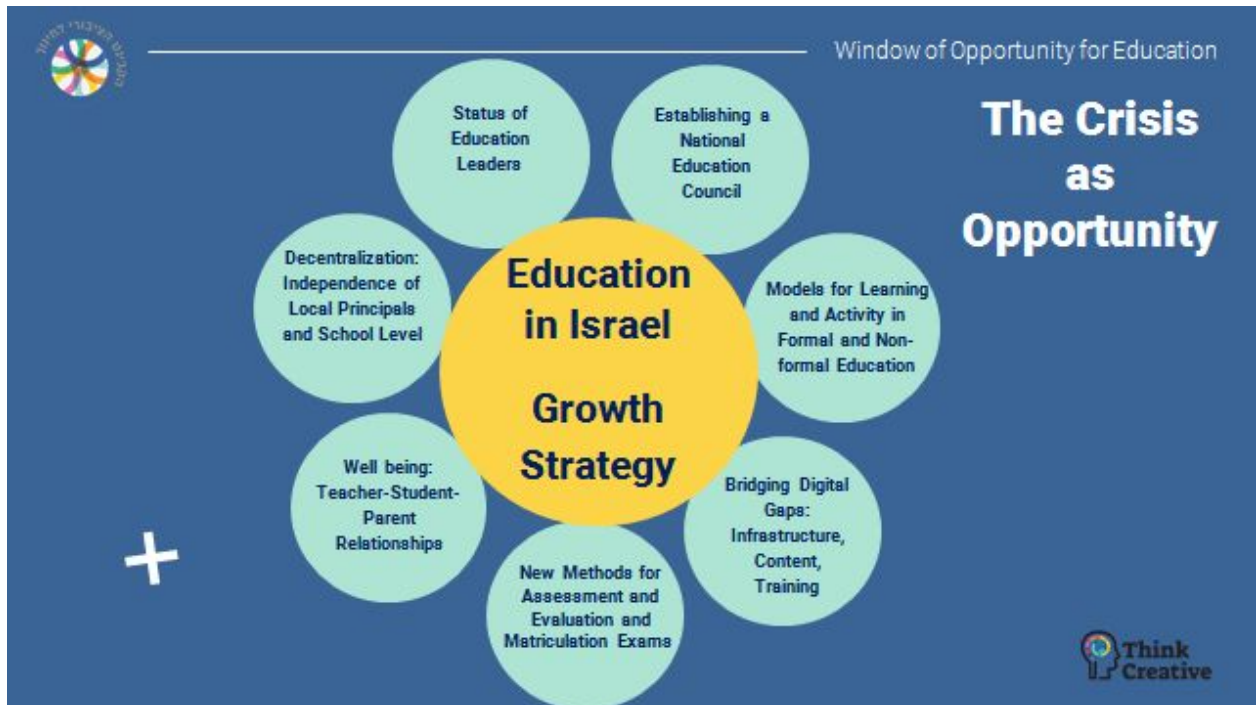 הקבינט הציבורי לחינוך
Window of Opportunity for Education
The Crisis
as
Opportunity
Status of
Education
Leaders
Establishing a
National
Education
Council
Decentralization:
Independence of
Local Principals
and School Level
Education
in Israel
Growth
Strategy
Models for Learning
and Activity in
Formal and Non-
formal Education
Well being:
Teacher-Student-
Parent
Relationships
Bridging Digital
Gaps:
Infrastructure,
Content,
Training
New Methods for
Assessment and
Evaluation and
Matriculation Exams
Think
Creative